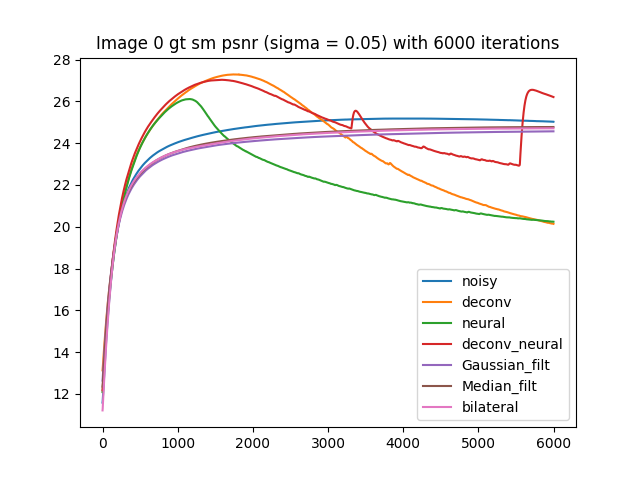 Image 0 gt sm psnr (sigma = 0.05) with 6000 iterations
28
26
24
22
20
18
16
14
12
noisy
deconv
neural
deconv_neural
Gaussian_filt
Median_filt
bilateral
0 1000 2000 3000 4000 5000 6000